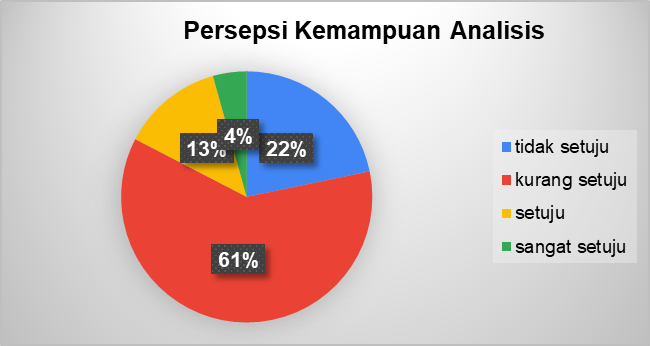 Persepsi Kemampuan Analisis
13%
4%
22%
61%
tidak setuju
kurang setuju
setuju
sangat setuju